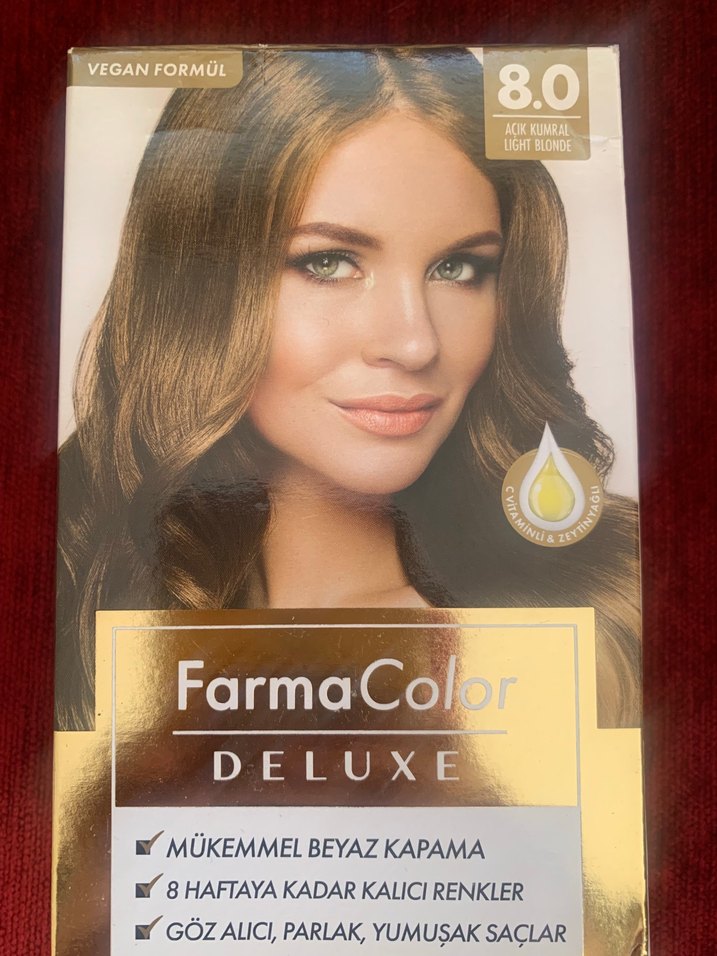 VEGAN FORMÜL
8.0
AÇIK KUMRAL
LIGHT BLONDE
C VİTAMİNLİ & ZEYTİNYAĞLI
FarmaColor
DELUXE
MÜKEMMEL BEYAZ KAPAMA
8 HAFTAYA KADAR KALICI RENKLER
GÖZ ALICI, PARLAK, YUMUŞAK SAÇLAR